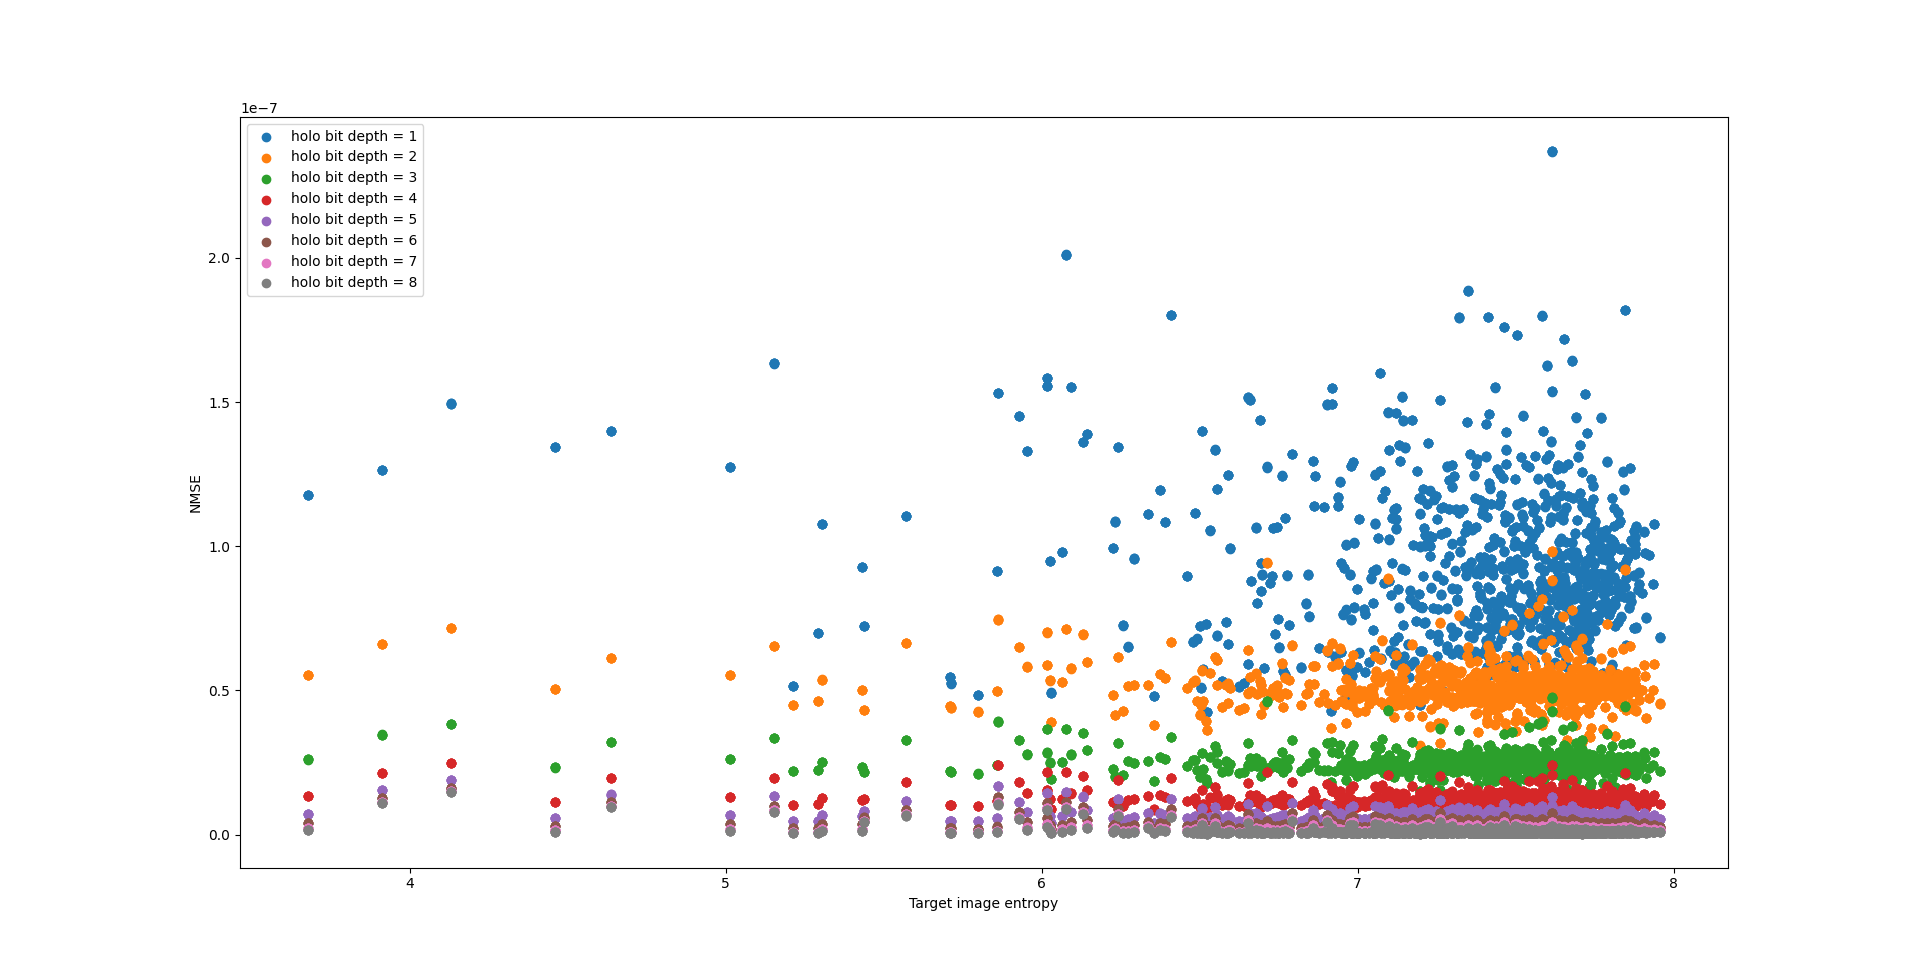 1e−7
holo bit depth = 1
holo bit depth = 2
holo bit depth = 3
holo bit depth = 4
holo bit depth = 5
holo bit depth = 6
holo bit depth = 7
holo bit depth = 8
2.0
1.5
1.0
0.5
0.0
NMSE
4 5 6 7 8
Target image entropy